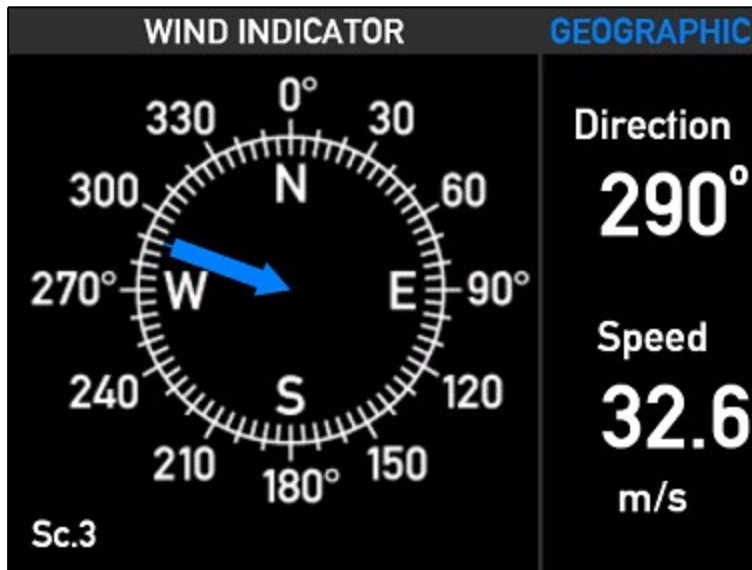 WIND INDICATOR
GEOGRAPHIC
0°
330
30
N
300
60
270°
W
E
90°
240
120
S
210
150
180°
Sc.3
Direction
290°
Speed
32.6
m/s